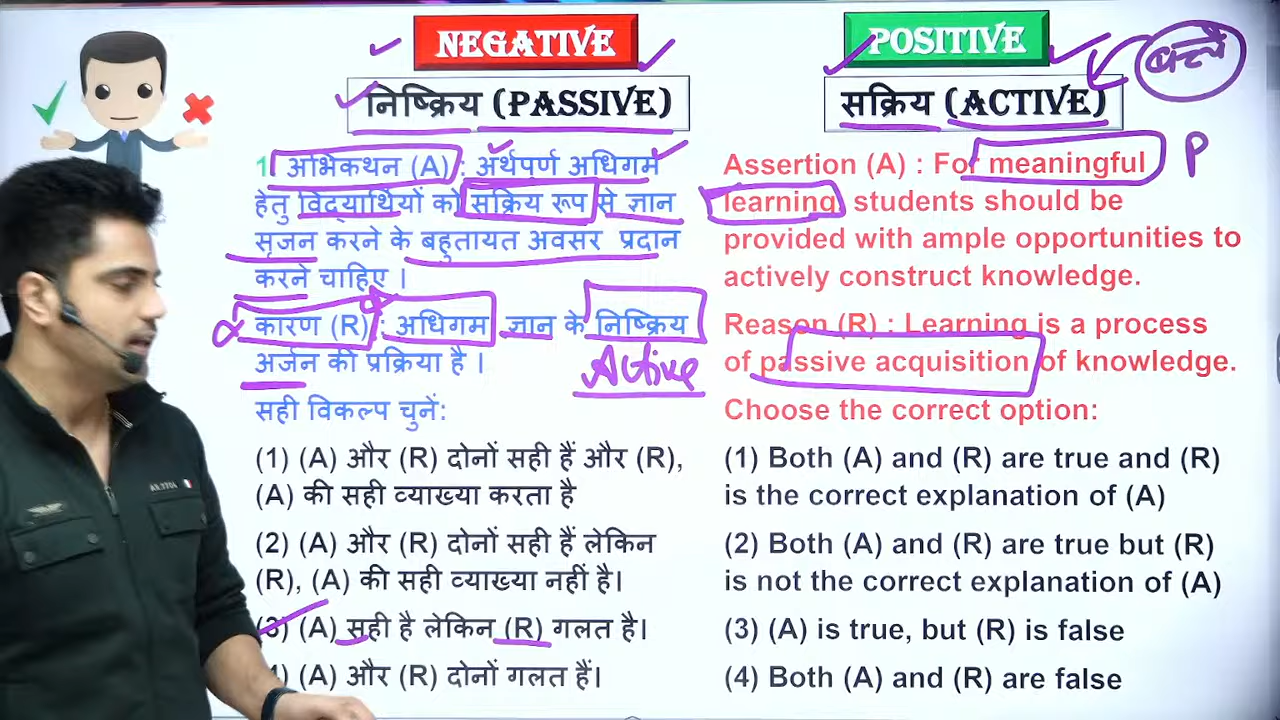 NEGATIVE
निष्क्रिय (PASSIVE)
1. अभिकथन (A) : अर्थपूर्ण अधिगम
हेतु विद्यार्थियों को सक्रिय रूप से ज्ञान
सृजन करने के बहुतायत अवसर प्रदान
करने चाहिए ।
कारण (R) : अधिगम ज्ञान के निष्क्रिय
अर्जन की प्रक्रिया है ।
Active
सही विकल्प चुनें:
(1) (A) और (R) दोनों सही हैं और (R),
(A) की सही व्याख्या करता है
(2) (A) और (R) दोनों सही हैं लेकिन
(R), (A) की सही व्याख्या नहीं है।
(3) (A) सही है लेकिन (R) गलत है।
(4) (A) और (R) दोनों गलत हैं।
POSITIVE
बच्चे
सक्रिय (ACTIVE)
Assertion (A) : For meaningful P
learning, students should be
provided with ample opportunities to
actively construct knowledge.
Reason (R) : Learning is a process
of passive acquisition of knowledge.
Choose the correct option:
(1) Both (A) and (R) are true and (R)
is the correct explanation of (A)
(2) Both (A) and (R) are true but (R)
is not the correct explanation of (A)
(3) (A) is true, but (R) is false
(4) Both (A) and (R) are false